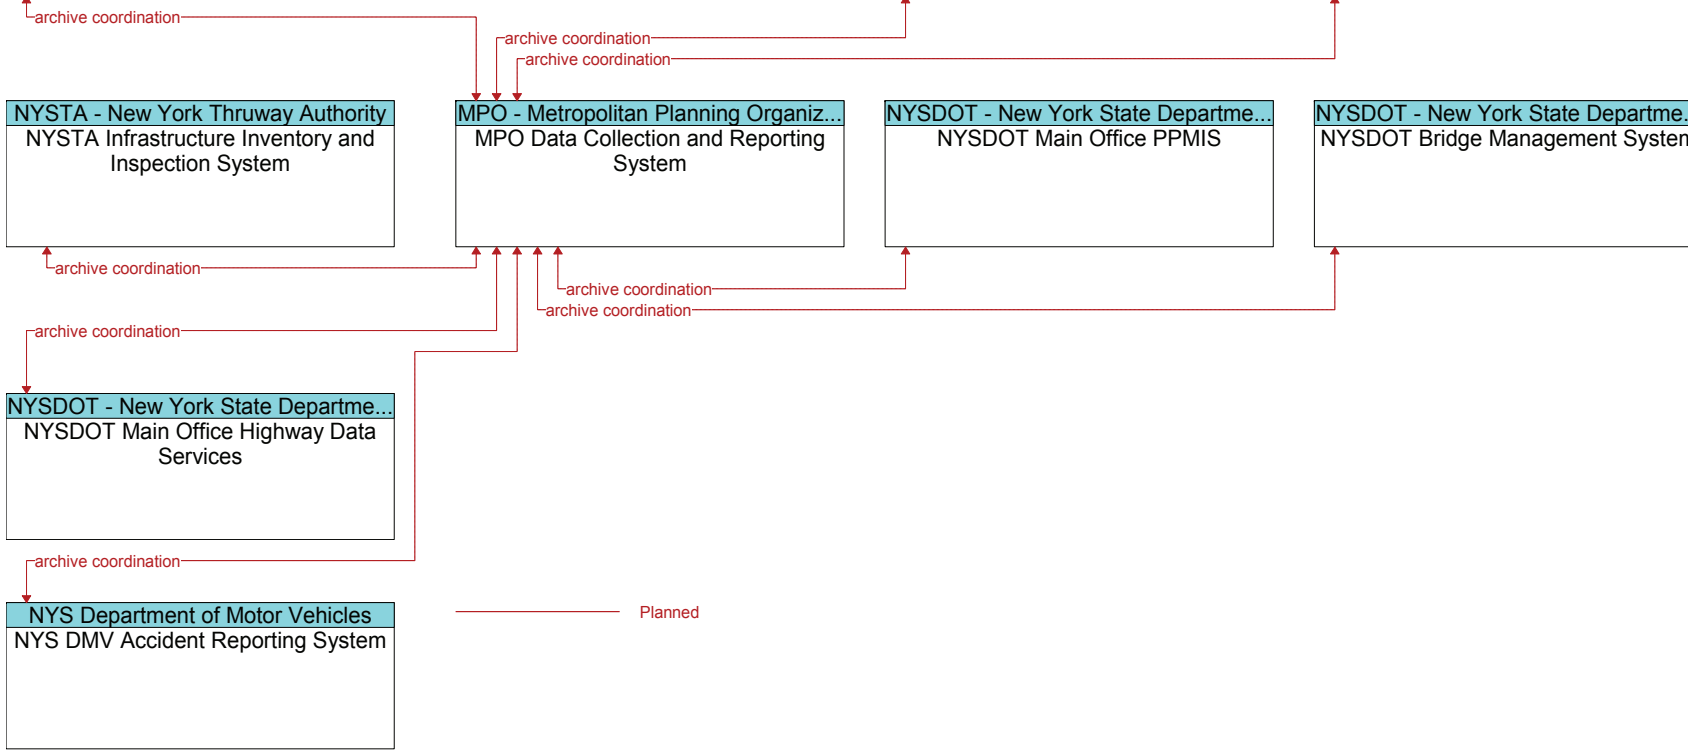 archive coordination
archive coordination
archive coordination
NYSTA - New York Thruway Authority
NYSTA Infrastructure Inventory and
Inspection System
MPO - Metropolitan Planning Organiz...
MPO Data Collection and Reporting
System
NYSDOT - New York State Departme...
NYSDOT Main Office PPMIS
NYSDOT - New York State Departme..
NYSDOT Bridge Management System
archive coordination
archive coordination
archive coordination
archive coordination
NYSDOT - New York State Departme...
NYSDOT Main Office Highway Data
Services
archive coordination
NYS Department of Motor Vehicles
NYS DMV Accident Reporting System
Planned